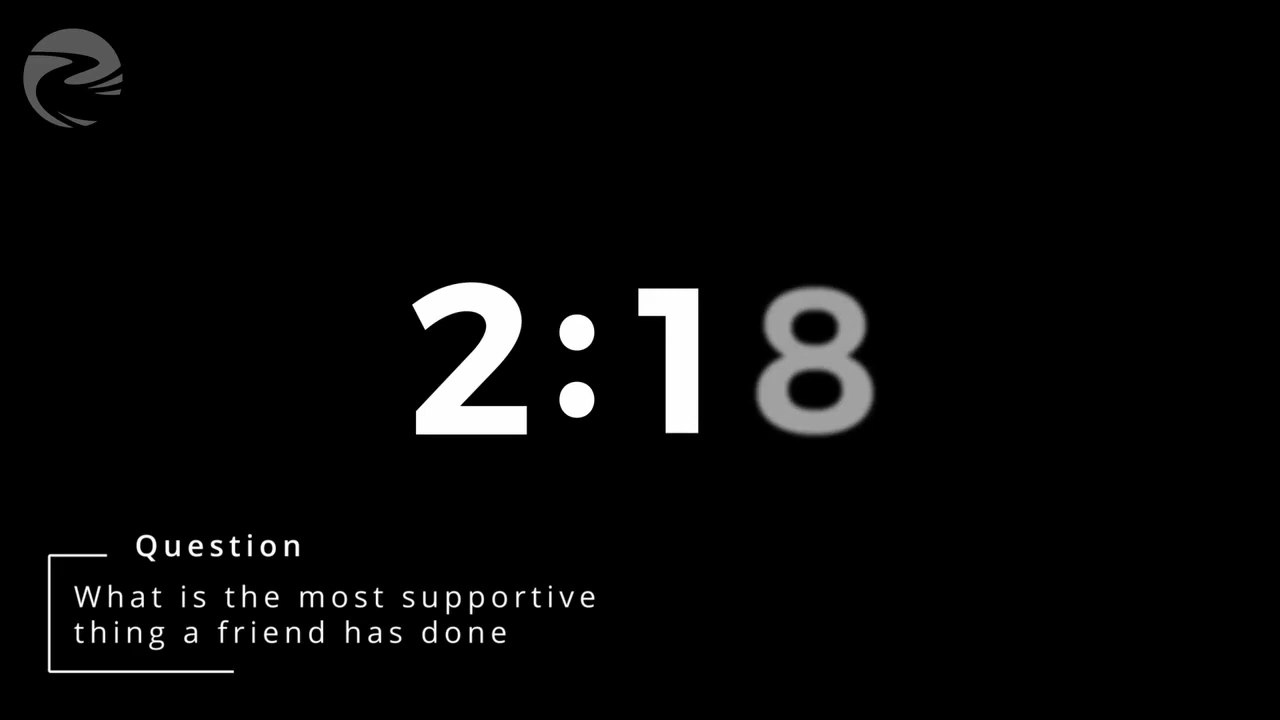 2:18
Question
What is the most supportive
thing a friend has done